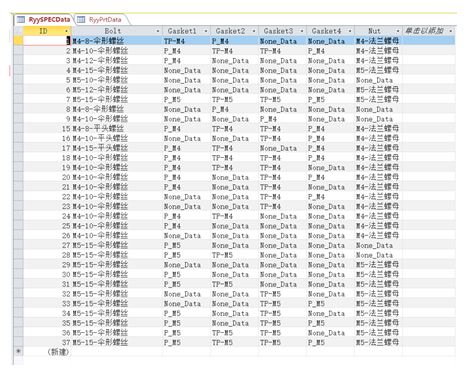 RyySPECData RyyPrtData
ID Bolt Gasket1 Gasket2 Gasket3 Gasket4 Nut 单击以添加
1 M4-8-伞形螺丝 TP-M4 P_M4 None_Data None_Data M4-法兰螺母
2 M4-10-伞形螺丝 P_M4 TP-M4 None_Data P_M4 M4-法兰螺母
3 M4-12-伞形螺丝 P_M4 None_Data None_Data None_Data M4-法兰螺母
4 M4-15-伞形螺丝 None_Data None_Data None_Data None_Data M5-法兰螺母
5 M5-10-伞形螺丝 None_Data None_Data None_Data None_Data None_Data
6 M5-12-伞形螺丝 None_Data None_Data None_Data None_Data M5-法兰螺母
7 M5-15-伞形螺丝 P_M5 TP-M5 TP-M5 P_M5 M5-法兰螺母
8 M4-8-伞形螺丝 None_Data P_M4 None_Data None_Data None_Data
9 M4-10-伞形螺丝 None_Data None_Data P_M4 None_Data None_Data
15 M4-8-平头螺丝 P_M4 TP-M4 TP-M4 P_M4 M4-法兰螺母
16 M4-10-平头螺丝 None_Data None_Data TP-M4 P_M4 M4-法兰螺母
17 M4-15-平头螺丝 P_M4 TP-M4 TP-M4 None_Data M4-法兰螺母
18 M4-10-伞形螺丝 P_M4 TP-M4 TP-M4 P_M4 M4-法兰螺母
19 M4-10-伞形螺丝 P_M4 TP-M4 TP-M4 None_Data M4-法兰螺母
20 M4-10-伞形螺丝 P_M4 None_Data TP-M4 P_M4 M4-法兰螺母
21 M4-10-伞形螺丝 P_M4 None_Data None_Data None_Data M4-法兰螺母
22 M4-10-伞形螺丝 None_Data None_Data TP-M4 P_M4 M4-法兰螺母
23 M4-10-伞形螺丝 None_Data None_Data TP-M4 None_Data M4-法兰螺母
24 M4-10-伞形螺丝 P_M4 TP-M4 None_Data None_Data M4-法兰螺母
25 M4-10-伞形螺丝 P_M4 None_Data None_Data P_M4 M4-法兰螺母
26 M4-10-伞形螺丝 None_Data None_Data None_Data None_Data M4-法兰螺母
27 M5-15-伞形螺丝 P_M5 None_Data None_Data None_Data None_Data
28 M5-15-伞形螺丝 P_M5 TP-M5 None_Data None_Data None_Data
29 M5-15-伞形螺丝 None_Data None_Data None_Data None_Data M5-法兰螺母
30 M5-15-伞形螺丝 P_M5 None_Data None_Data P_M5 M5-法兰螺母
31 M5-15-伞形螺丝 P_M5 TP-M5 None_Data None_Data M5-法兰螺母
32 M5-15-伞形螺丝 None_Data None_Data TP-M5 None_Data M5-法兰螺母
33 M5-15-伞形螺丝 None_Data None_Data TP-M5 P_M5 M5-法兰螺母
34 M5-15-伞形螺丝 P_M5 None_Data None_Data None_Data M5-法兰螺母
35 M5-15-伞形螺丝 P_M5 None_Data TP-M5 P_M5 M5-法兰螺母
36 M5-15-伞形螺丝 P_M5 TP-M5 TP-M5 None_Data M5-法兰螺母
37 M5-15-伞形螺丝 P_M5 TP-M5 TP-M5 P_M5 M5-法兰螺母
* (新建)